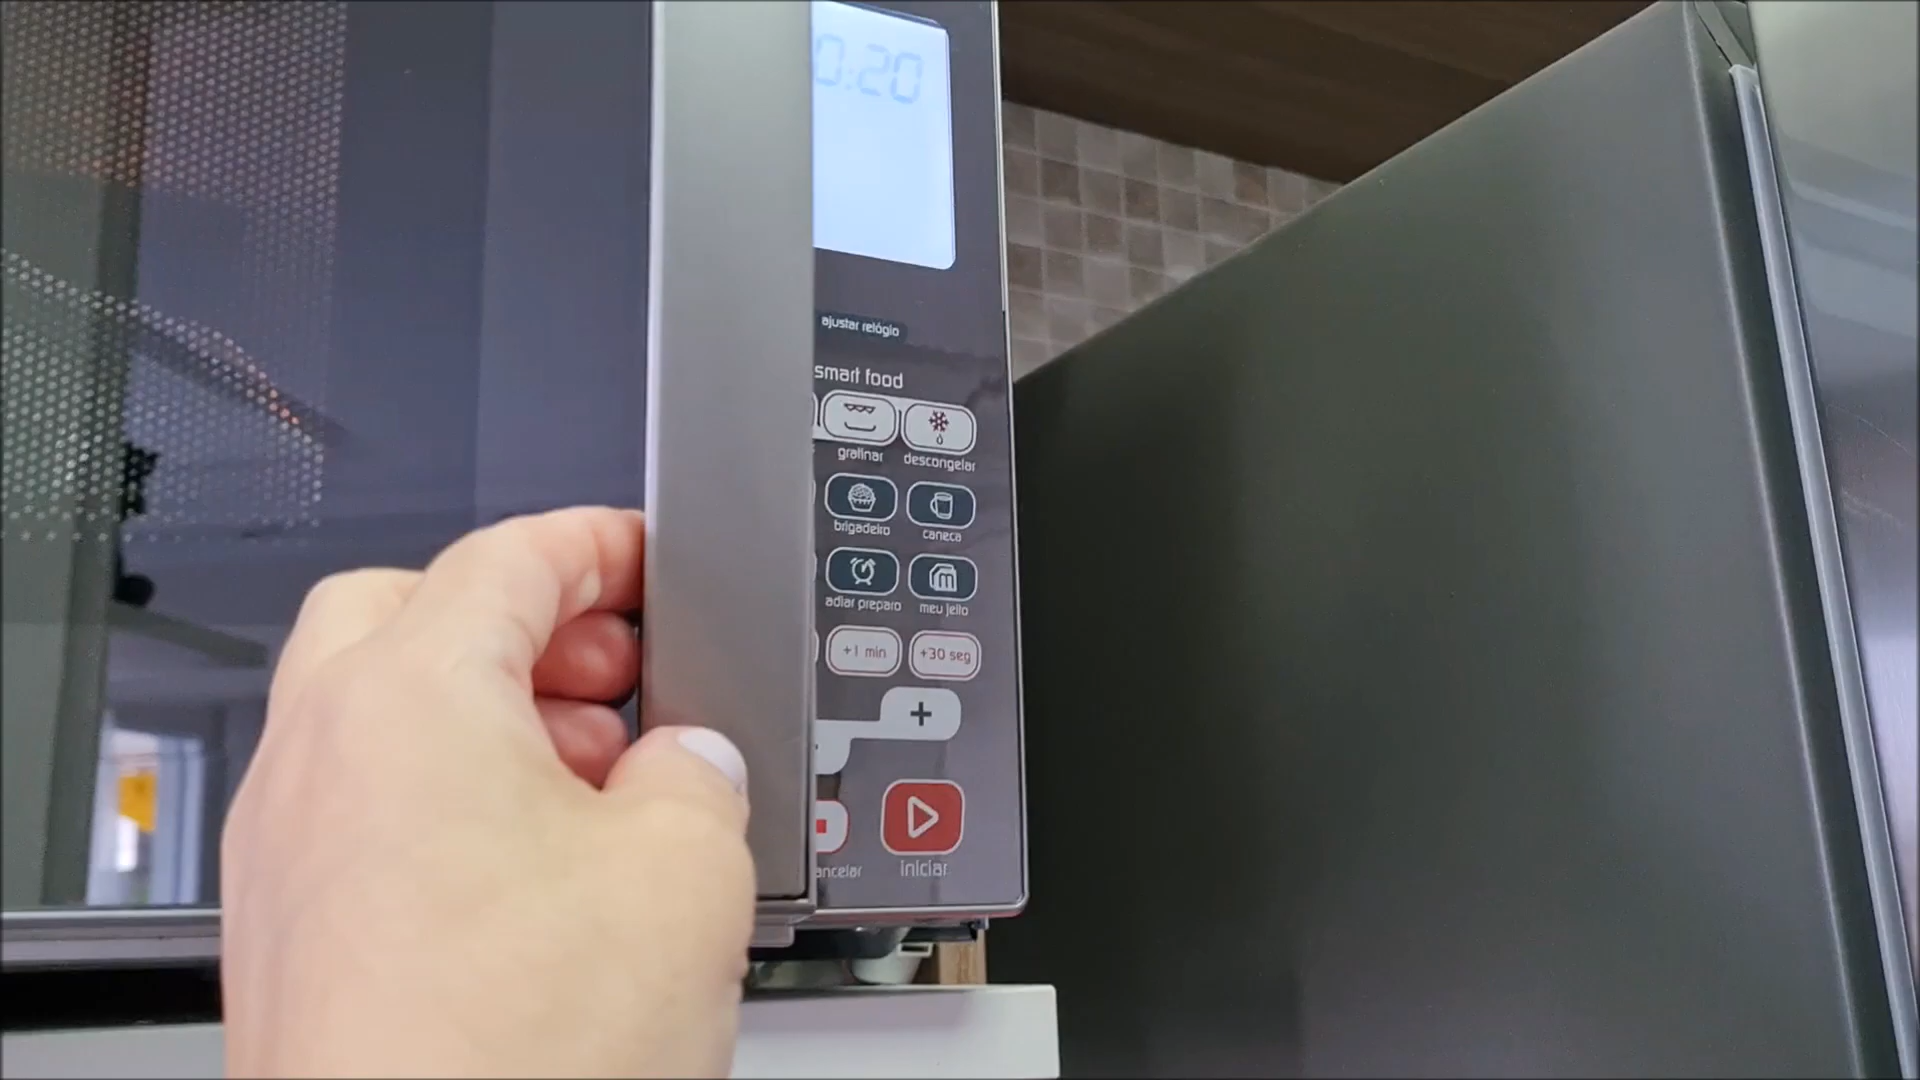 0:20
ajustar relógio
smart food
gratinar descongelar
brigadeiro caneca
adiar preparo meu jeito
+1 min +30 seg
+
ancelar iniciar